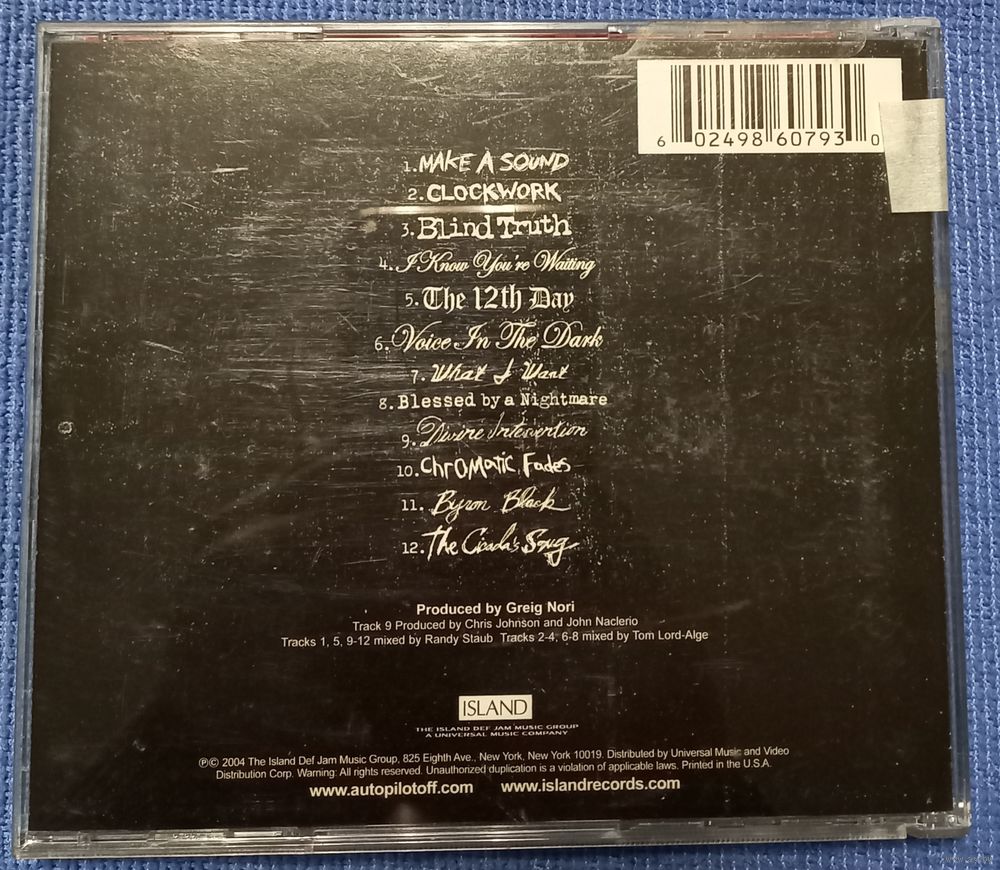 6 02498 60793 0
1. MAKE A SOUND
2. CLOCKWORK
3. Blind Truth
4. I Know You're Waiting
5. The 12th Day
6. Voice In The Dark
7. What I Want
8. Blessed by a Nightmare
9. Divine Intervention
10. Chromatic Fades
11. Byron Black
12. The Cicada's Song
Produced by Greig Nori
Track 9 Produced by Chris Johnson and John Naclerio
Tracks 1, 5, 9-12 mixed by Randy Staub Tracks 2-4, 6-8 mixed by Tom Lord-Alge
ISLAND
THE ISLAND DEF JAM MUSIC GROUP
A UNIVERSAL MUSIC COMPANY
℗© 2004 The Island Def Jam Music Group, 825 Eighth Ave., New York, New York 10019. Distributed by Universal Music and Video
Distribution Corp. Warning: All rights reserved. Unauthorized duplication is a violation of applicable laws. Printed in the U.S.A.
www.autopilotoff.com www.islandrecords.com